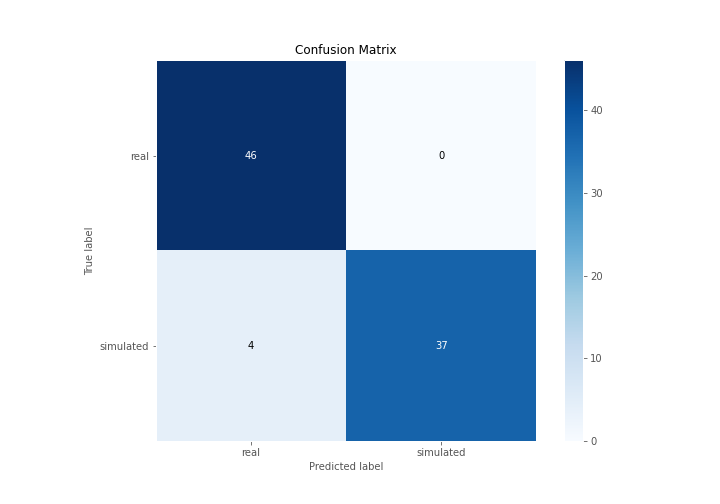 Confusion Matrix
True label
real
simulated
46
0
4
37
real
simulated
Predicted label
40
30
20
10
0